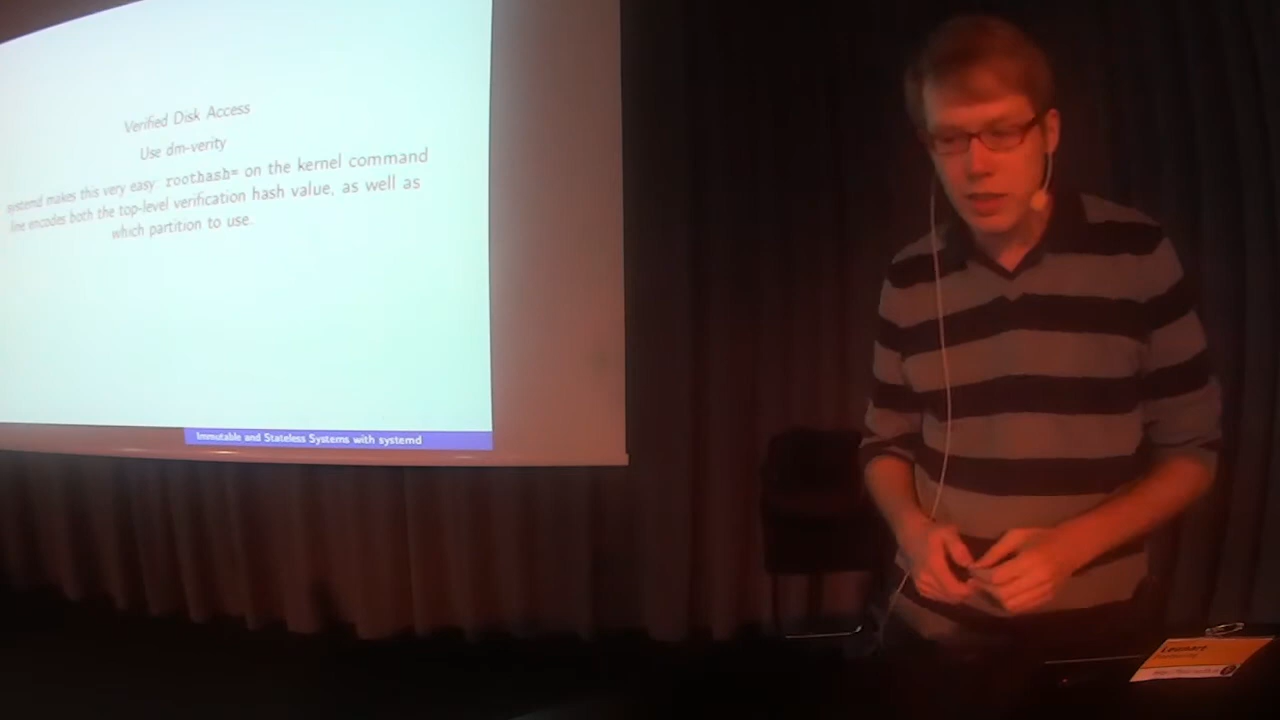 Verified Disk Access
Use dm-verity
systemd makes this very easy: roothash= on the kernel command
line encodes both the top-level verification hash value, as well as
which partition to use.
Immutable and Stateless Systems with systemd
Lennart